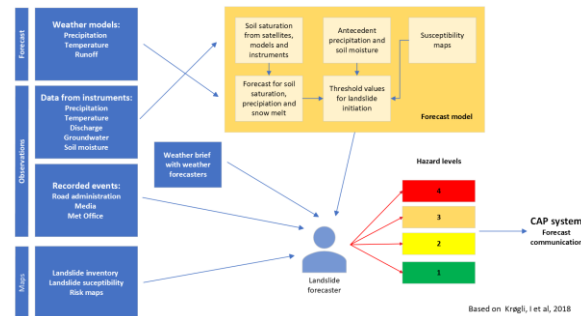 Forecast
Weather models:
Precipitation
Temperature
Runoff
Observations
Data from instruments:
Precipitation
Temperature
Discharge
Groundwater
Soil moisture
Recorded events:
Road administration
Media
Met Office
Maps
Landslide inventory
Landslide suceptibility
Risk maps
Soil saturation
from satellites,
models and
instruments
Antecedent
precipitation and
soil moisture
Susceptibility
maps
Forecast for soil
saturation,
precipiation and
snow melt
Threshold values
for landslide
initiation
Forecast model
Weather brief
with weather
forecasters
Landslide
forecaster
Hazard levels
4
3
2
1
CAP system
Forecast
communication
Based on Krøgli, I et al, 2018